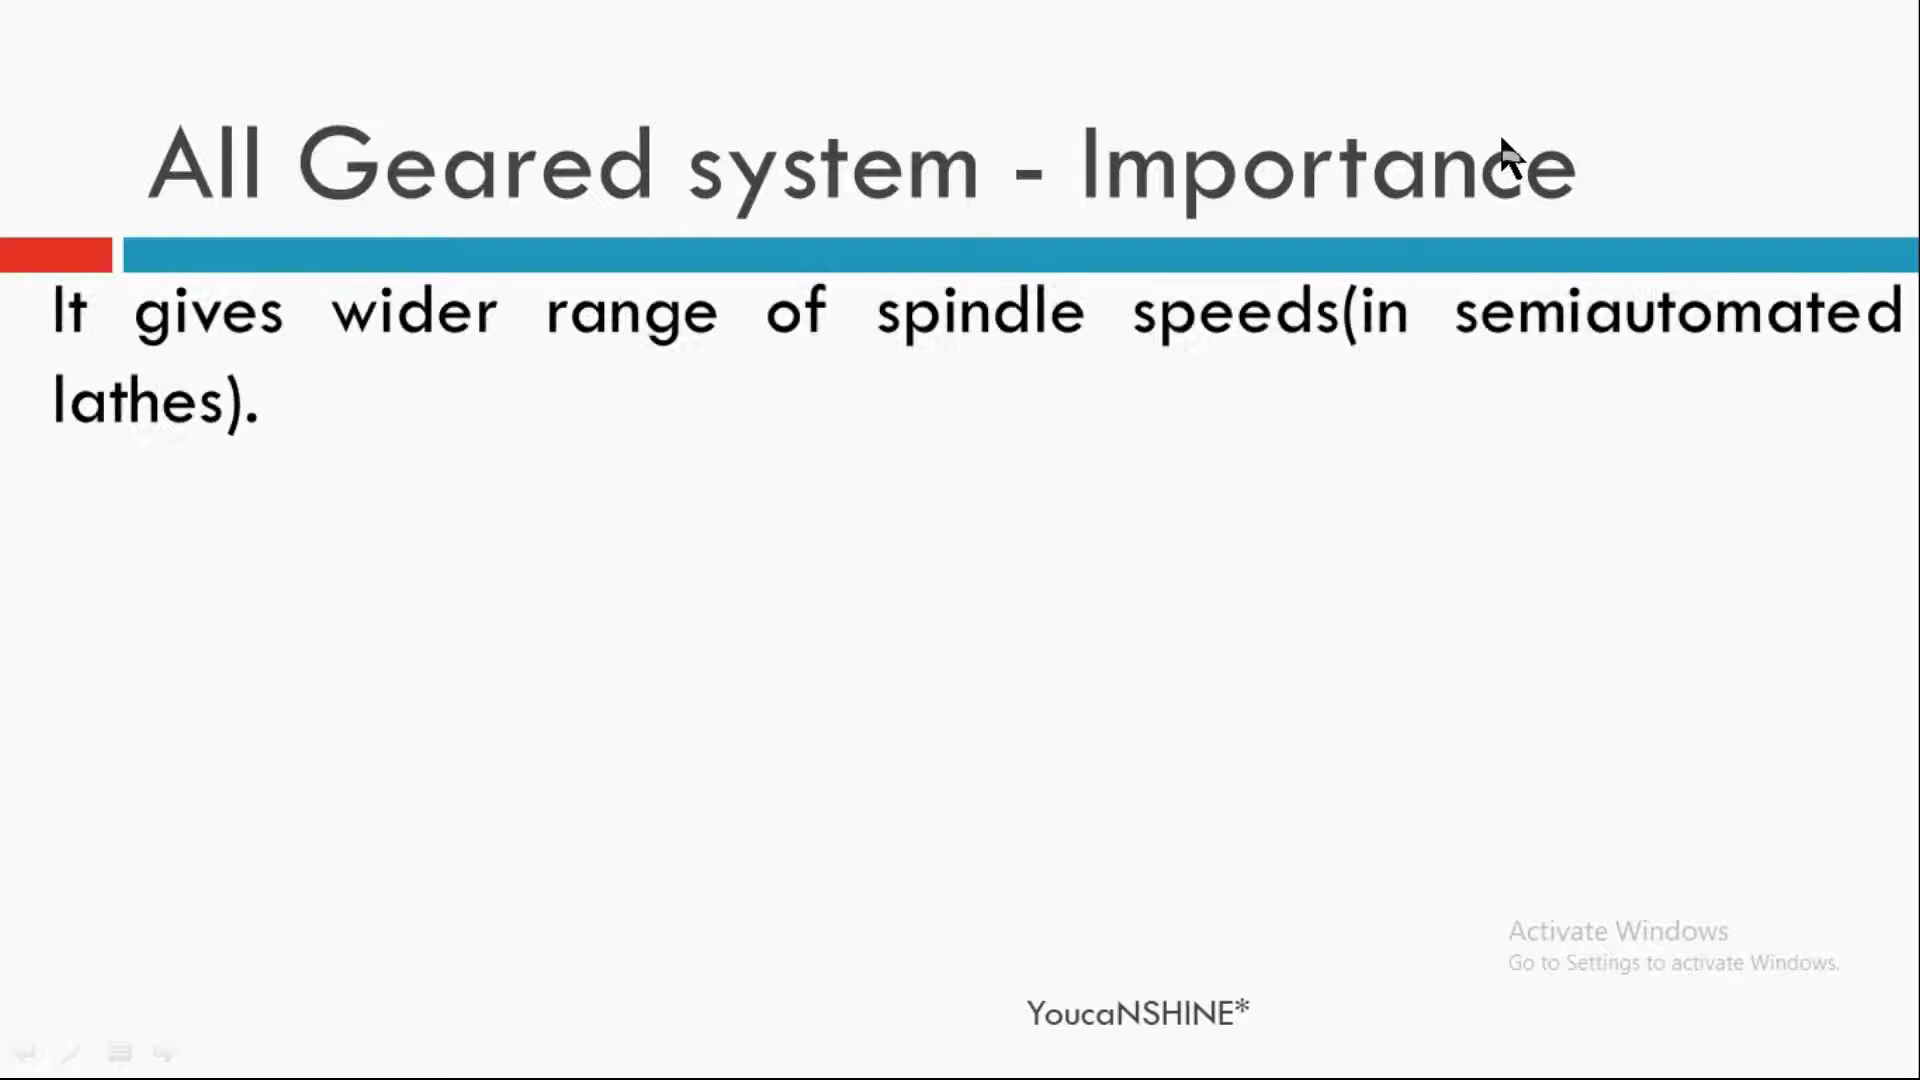 All Geared system - Importance
It gives wider range of spindle speeds(in semiautomated
lathes).
Activate Windows
Go to Settings to activate Windows.
YoucaNSHINE*